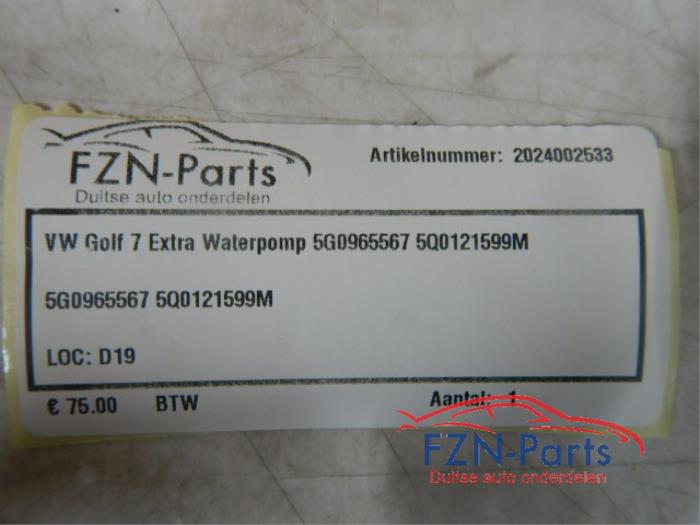 FZN-Parts
Duitse auto onderdelen
Artikelnummer: 2024002533
VW Golf 7 Extra Waterpomp 5G0965567 5Q0121599M
5G0965567 5Q0121599M
LOC: D19
€ 75.00 BTW Aantal: 1
FZN-Parts
Duitse auto onderdelen